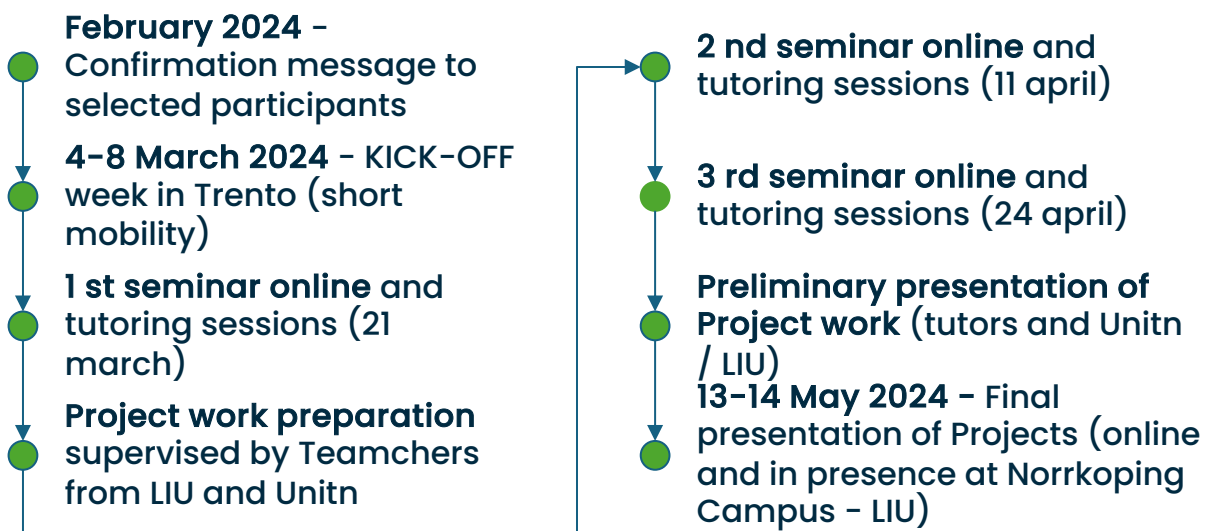 February 2024 -
Confirmation message to
selected participants
4-8 March 2024 - KICK-OFF
week in Trento (short
mobility)
1 st seminar online and
tutoring sessions (21
march)
Project work preparation
supervised by Teamchers
from LIU and Unitn
2 nd seminar online and
tutoring sessions (11 april)
3 rd seminar online and
tutoring sessions (24 april)
Preliminary presentation of
Project work (tutors and Unitn
/ LIU)
13-14 May 2024 - Final
presentation of Projects (online
and in presence at Norrkoping
Campus - LIU)